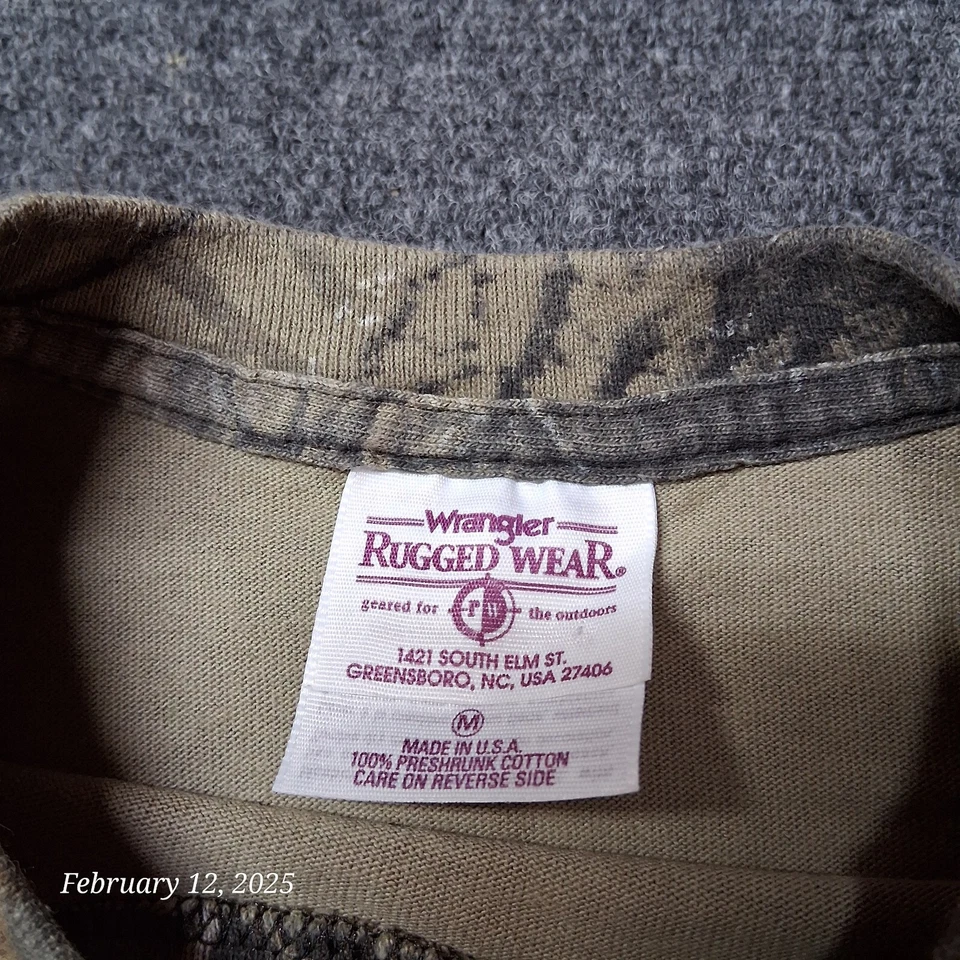 Wrangler
RUGGED WEAR®
geared for rw the outdoors
1421 SOUTH ELM ST.
GREENSBORO, NC, USA 27406
M
MADE IN U.S.A.
100% PRESHRUNK COTTON
CARE ON REVERSE SIDE
February 12, 2025